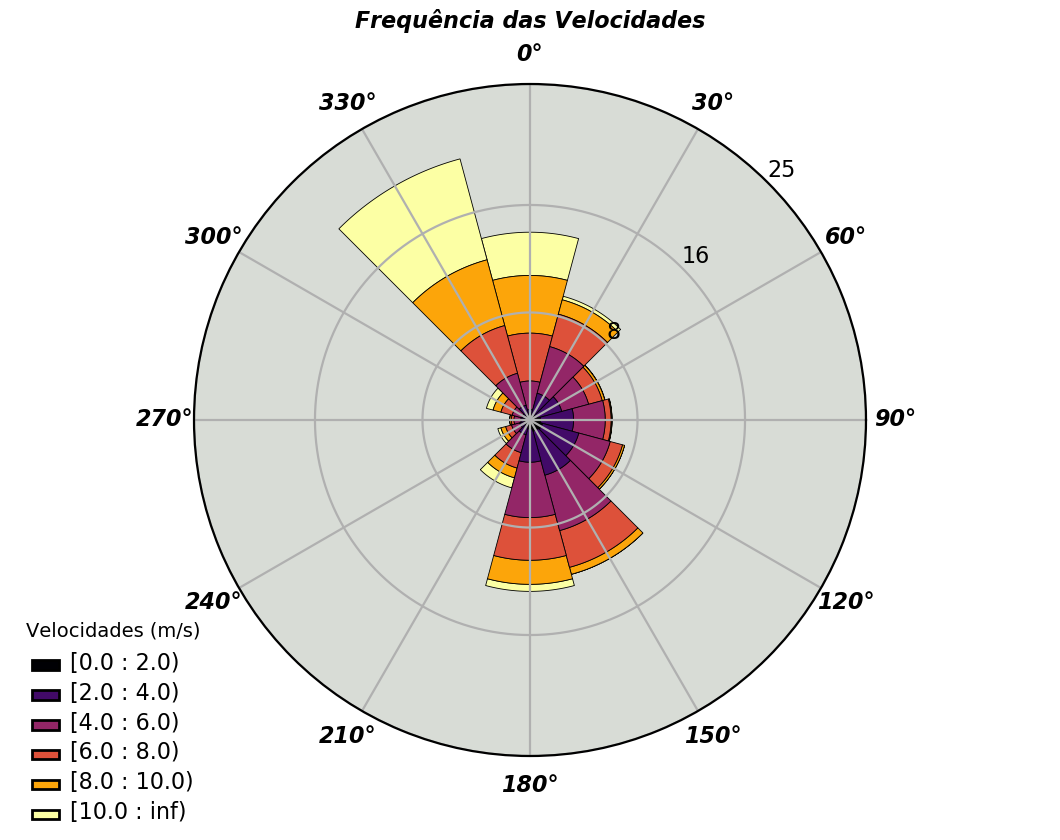 Frequência das Velocidades
0°
330°
30°
25
300°
60°
16
8
270°
90°
240°
120°
210°
150°
180°
Velocidades (m/s)
[0.0 : 2.0)
[2.0 : 4.0)
[4.0 : 6.0)
[6.0 : 8.0)
[8.0 : 10.0)
[10.0 : inf)